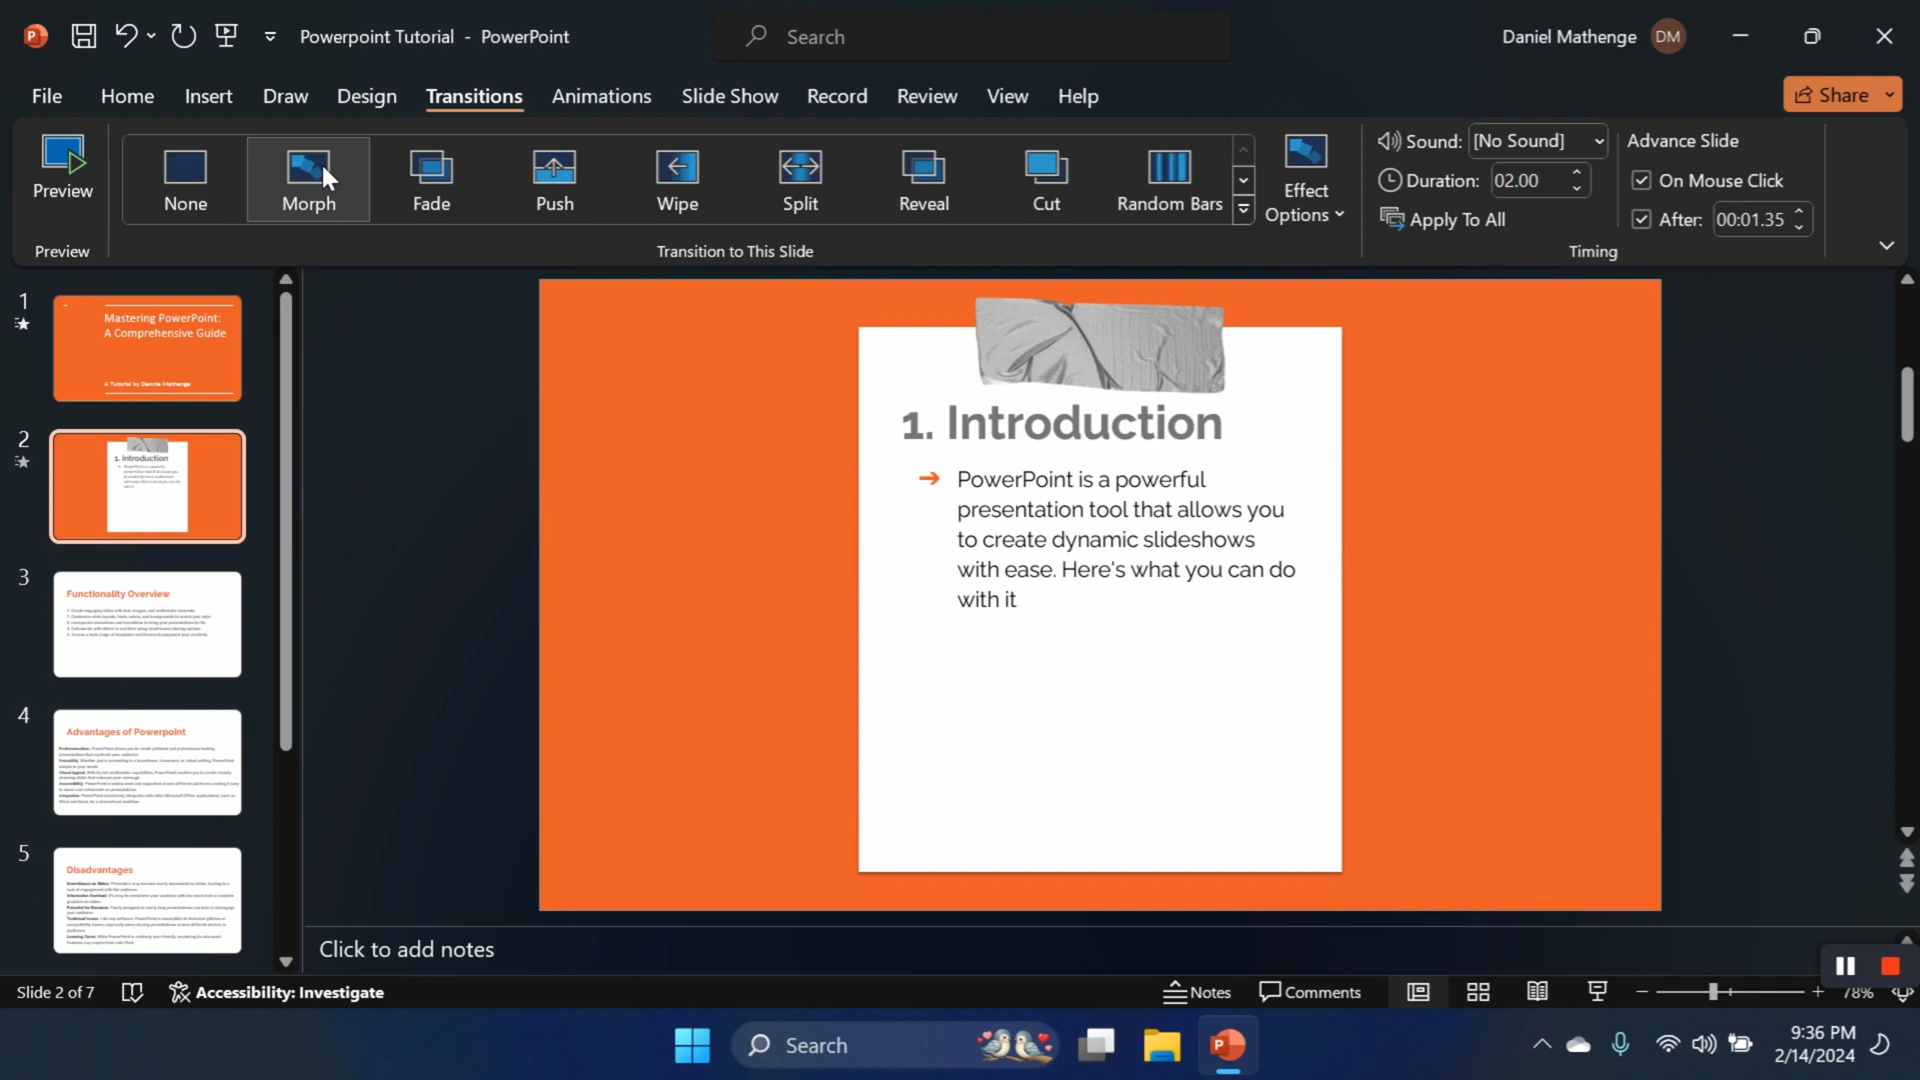 Powerpoint Tutorial - PowerPoint
Search
Daniel Mathenge DM
File Home Insert Draw Design Transitions Animations Slide Show Record Review View Help
Share
Preview
None Morph Fade Push Wipe Split Reveal Cut Random Bars
Effect
Options
Sound: [No Sound]
Duration: 02.00
Apply To All
Advance Slide
On Mouse Click
After: 00:01.35
Preview
Transition to This Slide
Timing
1
Mastering PowerPoint:
A Comprehensive Guide
A Tutorial by Dennie Mathenge
2
1. Introduction
3
Functionality Overview
4
Advantages of Powerpoint
5
Disadvantages
1. Introduction
PowerPoint is a powerful
presentation tool that allows you
to create dynamic slideshows
with ease. Here's what you can do
with it
Click to add notes
Slide 2 of 7
Accessibility: Investigate
Notes
Comments
78%
Search
9:36 PM
2/14/2024